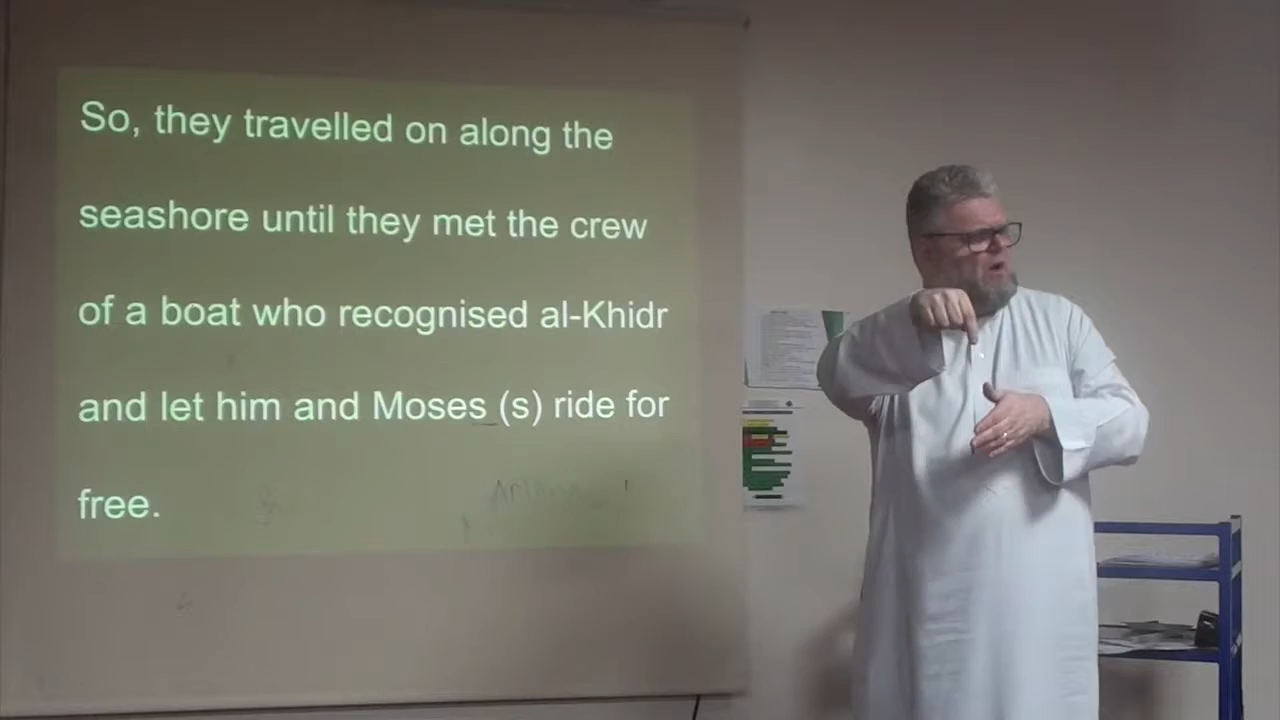 So, they travelled on along the
seashore until they met the crew
of a boat who recognised al-Khidr
and let him and Moses (s) ride for
free.